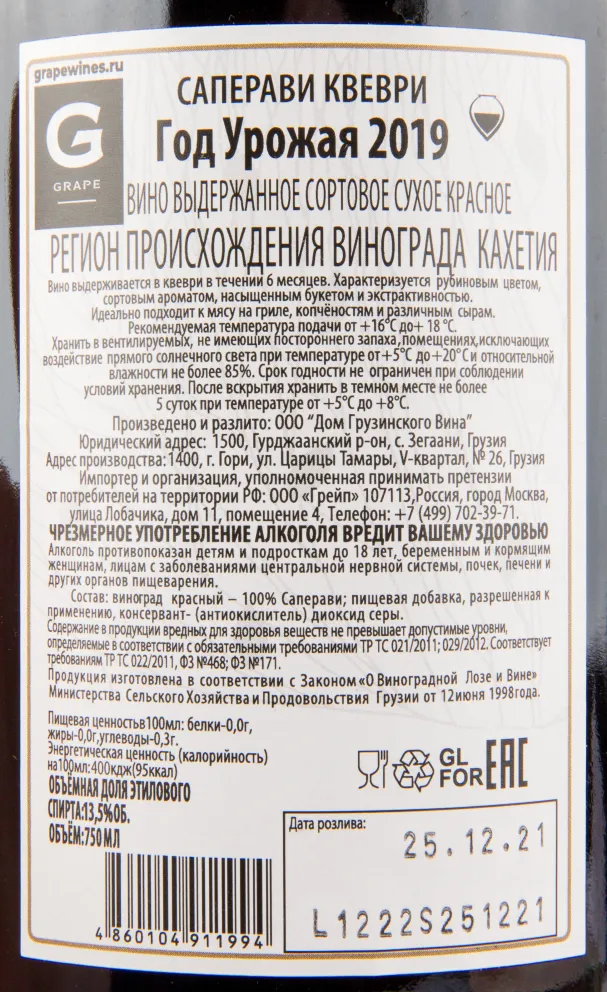 grapewines.ru
G
GRAPE
САПЕРАВИ КВЕВРИ
Год Урожая 2019
ВИНО ВЫДЕРЖАННОЕ СОРТОВОЕ СУХОЕ КРАСНОЕ
РЕГИОН ПРОИСХОЖДЕНИЯ ВИНОГРАДА КАХЕТИЯ
Вино выдерживается в квеври в течении 6 месяцев. Характеризуется рубиновым цветом,
сортовым ароматом, насыщенным букетом и экстрактивностью.
Идеально подходит к мясу на гриле, копчёностям и различным сырам.
Рекомендуемая температура подачи от +16°С до+ 18 °С.
Хранить в вентилируемых, не имеющих постороннего запаха,помещениях,исключающих
воздействие прямого солнечного света при температуре от+5°С до+20°С и относительной
влажности не более 85%. Срок годности не ограничен при соблюдении
условий хранения. После вскрытия хранить в темном месте не более
5 суток при температуре от +5°С до +8°С.
Произведено и разлито: ООО "Дом Грузинского Вина"
Юридический адрес: 1500, Гурджаанский р-он, с. Зегаани, Грузия
Адрес производства:1400, г. Гори, ул. Царицы Тамары, V-квартал, № 26, Грузия
Импортер и организация, уполномоченная принимать претензии
от потребителей на территории РФ: ООО «Грейп» 107113,Россия, город Москва,
улица Лобачика, дом 11, помещение 4, Телефон: +7 (499) 702-39-71.
ЧРЕЗМЕРНОЕ УПОТРЕБЛЕНИЕ АЛКОГОЛЯ ВРЕДИТ ВАШЕМУ ЗДОРОВЬЮ
Алкоголь противопоказан детям и подросткам до 18 лет, беременным и кормящим
женщинам, лицам с заболеваниями центральной нервной системы, почек, печени и
других органов пищеварения.
Состав: виноград красный – 100% Саперави; пищевая добавка, разрешенная к
применению, консервант- (антиокислитель) диоксид серы.
Содержание в продукции вредных для здоровья веществ не превышает допустимые уровни,
определяемые в соответствии с обязательными требованиями ТР ТС 021/2011; 029/2012. Соответствует
требованиям ТР ТС 022/2011, ФЗ №468; ФЗ №171.
Продукция изготовлена в соответствии с Законом «О Виноградной Лозе и Вине»
Министерства Сельского Хозяйства и Продовольствия Грузии от 12июня 1998года.
Пищевая ценностьв100мл: белки-0,0г,
жиры-0,0г,углеводы-0,3г.
Энергетическая ценность (калорийность)
на100мл:400кдж(95ккал)
ОБЪЁМНАЯ ДОЛЯ ЭТИЛОВОГО
СПИРТА:13,5%ОБ.
ОБЪЁМ:750 МЛ
GL
FOR
EAC
Дата розлива:
25.12.21
L1222S251221
4 860104 911994